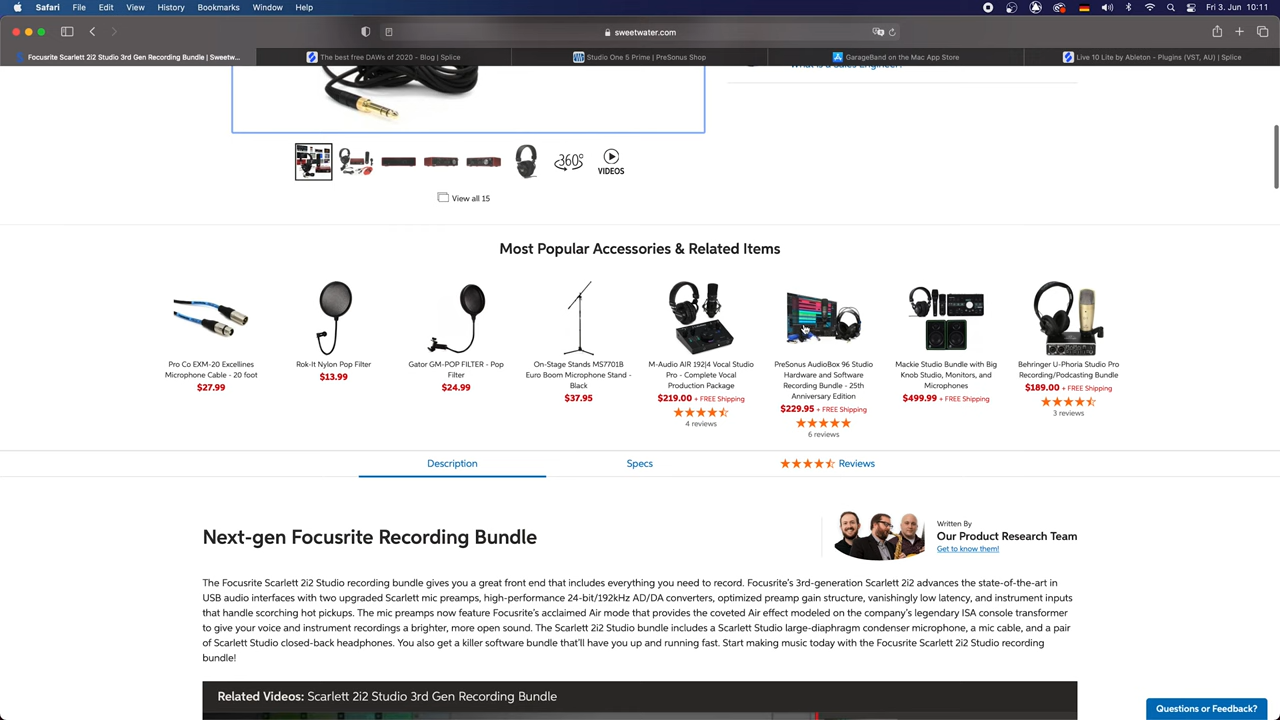 Safari File Edit View History Bookmarks Window Help Fri 3. Jun 10:11
sweetwater.com
Focusrite Scarlett 2i2 Studio 3rd Gen Recording Bundle | Sweetw... The best free DAWs of 2020 - Blog | Splice Studio One 5 Prime | PreSonus Shop GarageBand on the Mac App Store Live 10 Lite by Ableton - Plugins (VST, AU) | Splice
What is a Sales Engineer?
360°
VIDEOS
View all 15
Most Popular Accessories & Related Items
Pro Co EXM-20 Excellines
Microphone Cable - 20 foot
$27.99
Rok-It Nylon Pop Filter
$13.99
Gator GM-POP FILTER - Pop
Filter
$24.99
On-Stage Stands MS7701B
Euro Boom Microphone Stand -
Black
$37.95
M-Audio AIR 192|4 Vocal Studio
Pro - Complete Vocal
Production Package
$219.00 + FREE Shipping
4 reviews
PreSonus AudioBox 96 Studio
Hardware and Software
Recording Bundle - 25th
Anniversary Edition
$229.95 + FREE Shipping
6 reviews
Mackie Studio Bundle with Big
Knob Studio, Monitors, and
Microphones
$499.99 + FREE Shipping
Behringer U-Phoria Studio Pro
Recording/Podcasting Bundle
$189.00 + FREE Shipping
3 reviews
Description Specs Reviews
Next-gen Focusrite Recording Bundle
Written By
Our Product Research Team
Get to know them!
The Focusrite Scarlett 2i2 Studio recording bundle gives you a great front end that includes everything you need to record. Focusrite's 3rd-generation Scarlett 2i2 advances the state-of-the-art in
USB audio interfaces with two upgraded Scarlett mic preamps, high-performance 24-bit/192kHz AD/DA converters, optimized preamp gain structure, vanishingly low latency, and instrument inputs
that handle scorching hot pickups. The mic preamps now feature Focusrite's acclaimed Air mode that provides the coveted Air effect modeled on the company's legendary ISA console transformer
to give your voice and instrument recordings a brighter, more open sound. The Scarlett 2i2 Studio bundle includes a Scarlett Studio large-diaphragm condenser microphone, a mic cable, and a pair
of Scarlett Studio closed-back headphones. You also get a killer software bundle that'll have you up and running fast. Start making music today with the Focusrite Scarlett 2i2 Studio recording
bundle!
Related Videos: Scarlett 2i2 Studio 3rd Gen Recording Bundle
Questions or Feedback?